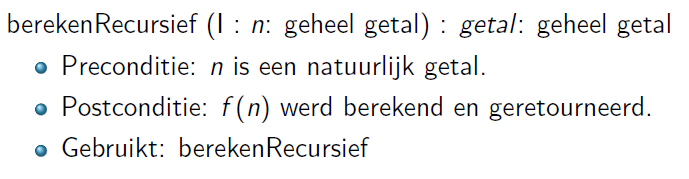 berekenRecursief (I : n: geheel getal) : getal: geheel getal
Preconditie: n is een natuurlijk getal.
Postconditie: f(n) werd berekend en geretourneerd.
Gebruikt: berekenRecursief